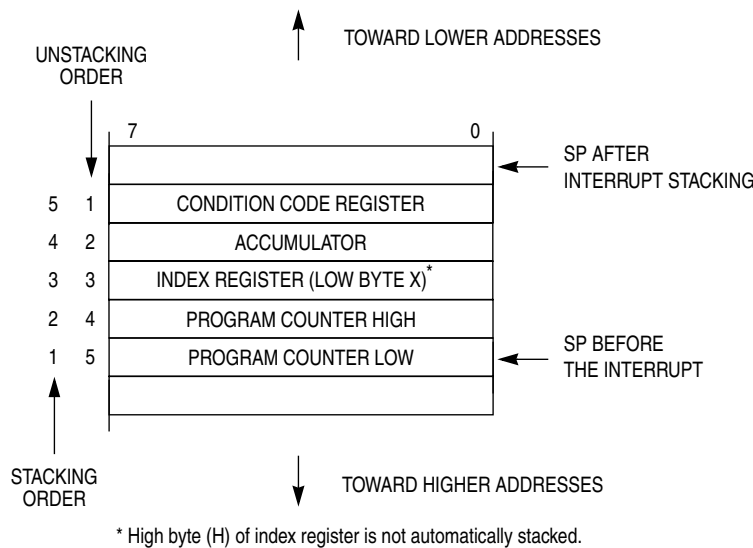 TOWARD LOWER ADDRESSES
UNSTACKING
ORDER
7 0
SP AFTER
INTERRUPT STACKING
5 1 CONDITION CODE REGISTER
4 2 ACCUMULATOR
3 3 INDEX REGISTER (LOW BYTE X)*
2 4 PROGRAM COUNTER HIGH
1 5 PROGRAM COUNTER LOW
SP BEFORE
THE INTERRUPT
STACKING
ORDER
TOWARD HIGHER ADDRESSES
* High byte (H) of index register is not automatically stacked.